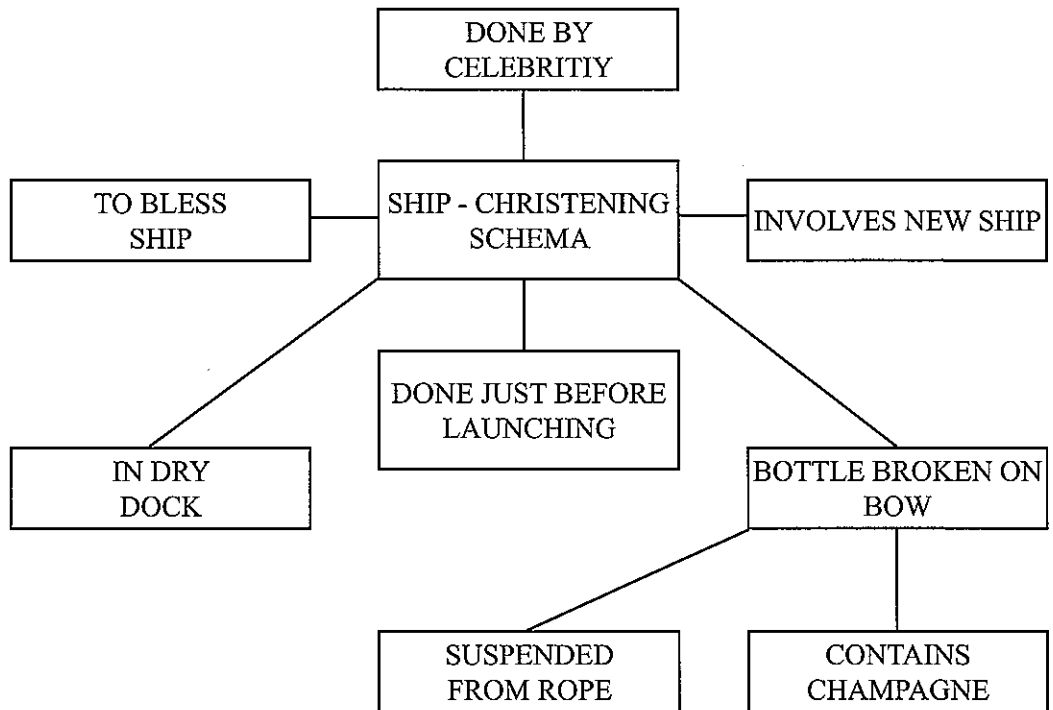 DONE BY
CELEBRITIY
TO BLESS
SHIP
SHIP - CHRISTENING
SCHEMA
INVOLVES NEW SHIP
DONE JUST BEFORE
LAUNCHING
IN DRY
DOCK
BOTTLE BROKEN ON
BOW
SUSPENDED
FROM ROPE
CONTAINS
CHAMPAGNE